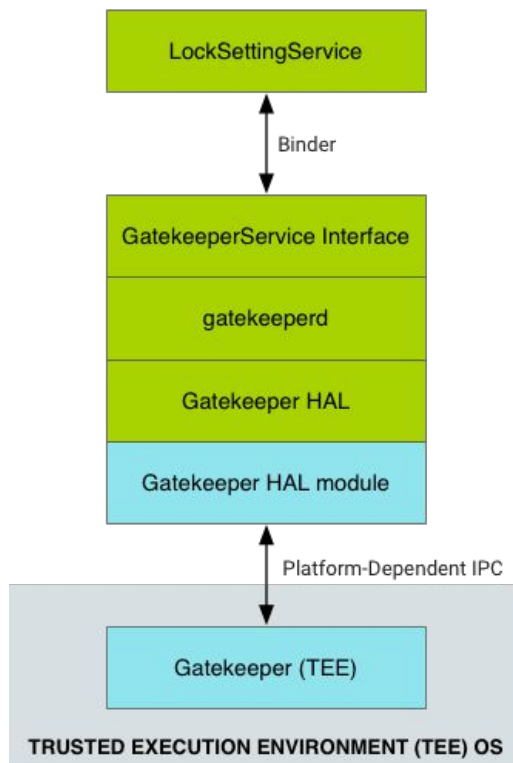 LockSettingService
Binder
GatekeeperService Interface
gatekeeperd
Gatekeeper HAL
Gatekeeper HAL module
Platform-Dependent IPC
Gatekeeper (TEE)
TRUSTED EXECUTION ENVIRONMENT (TEE) OS